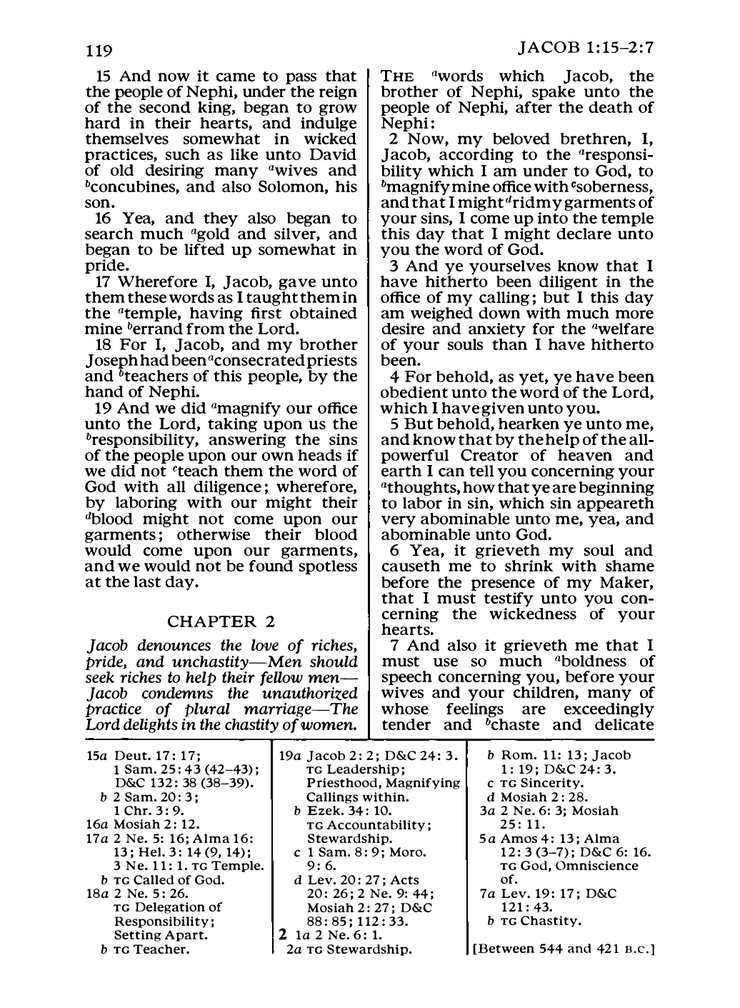 119
JACOB 1:15–2:7
15 And now it came to pass that
the people of Nephi, under the reign
of the second king, began to grow
hard in their hearts, and indulge
themselves somewhat in wicked
practices, such as like unto David
of old desiring many awives and
bconcubines, and also Solomon, his
son.
16 Yea, and they also began to
search much agold and silver, and
began to be lifted up somewhat in
pride.
17 Wherefore I, Jacob, gave unto
them these words as I taught them in
the atemple, having first obtained
mine berrand from the Lord.
18 For I, Jacob, and my brother
Joseph had been aconsecrated priests
and bteachers of this people, by the
hand of Nephi.
19 And we did amagnify our office
unto the Lord, taking upon us the
bresponsibility, answering the sins
of the people upon our own heads if
we did not cteach them the word of
God with all diligence; wherefore,
by laboring with our might their
dblood might not come upon our
garments; otherwise their blood
would come upon our garments,
and we would not be found spotless
at the last day.
CHAPTER 2
Jacob denounces the love of riches,
pride, and unchastity—Men should
seek riches to help their fellow men—
Jacob condemns the unauthorized
practice of plural marriage—The
Lord delights in the chastity of women.
THE awords which Jacob, the
brother of Nephi, spake unto the
people of Nephi, after the death of
Nephi:
2 Now, my beloved brethren, I,
Jacob, according to the aresponsi-
bility which I am under to God, to
bmagnify mine office with csoberness,
and that I might drid my garments of
your sins, I come up into the temple
this day that I might declare unto
you the word of God.
3 And ye yourselves know that I
have hitherto been diligent in the
office of my calling; but I this day
am weighed down with much more
desire and anxiety for the awelfare
of your souls than I have hitherto
been.
4 For behold, as yet, ye have been
obedient unto the word of the Lord,
which I have given unto you.
5 But behold, hearken ye unto me,
and know that by the help of the all-
powerful Creator of heaven and
earth I can tell you concerning your
athoughts, how that ye are beginning
to labor in sin, which sin appeareth
very abominable unto me, yea, and
abominable unto God.
6 Yea, it grieveth my soul and
causeth me to shrink with shame
before the presence of my Maker,
that I must testify unto you con-
cerning the wickedness of your
hearts.
7 And also it grieveth me that I
must use so much aboldness of
speech concerning you, before your
wives and your children, many of
whose feelings are exceedingly
tender and bchaste and delicate
15a Deut. 17: 17;
1 Sam. 25: 43 (42–43);
D&C 132: 38 (38–39).
b 2 Sam. 20: 3;
1 Chr. 3: 9.
16a Mosiah 2: 12.
17a 2 Ne. 5: 16; Alma 16:
13; Hel. 3: 14 (9, 14);
3 Ne. 11: 1. TG Temple.
b TG Called of God.
18a 2 Ne. 5: 26.
TG Delegation of
Responsibility;
Setting Apart.
b TG Teacher.
19a Jacob 2: 2; D&C 24: 3.
TG Leadership;
Priesthood, Magnifying
Callings within.
b Ezek. 34: 10.
TG Accountability;
Stewardship.
c 1 Sam. 8: 9; Moro.
9: 6.
d Lev. 20: 27; Acts
20: 26; 2 Ne. 9: 44;
Mosiah 2: 27; D&C
88: 85; 112: 33.
2 1a 2 Ne. 6: 1.
2a TG Stewardship.
b Rom. 11: 13; Jacob
1: 19; D&C 24: 3.
c TG Sincerity.
d Mosiah 2: 28.
3a 2 Ne. 6: 3; Mosiah
25: 11.
5a Amos 4: 13; Alma
12: 3 (3–7); D&C 6: 16.
TG God, Omniscience
of.
7a Lev. 19: 17; D&C
121: 43.
b TG Chastity.
[Between 544 and 421 B.C.]